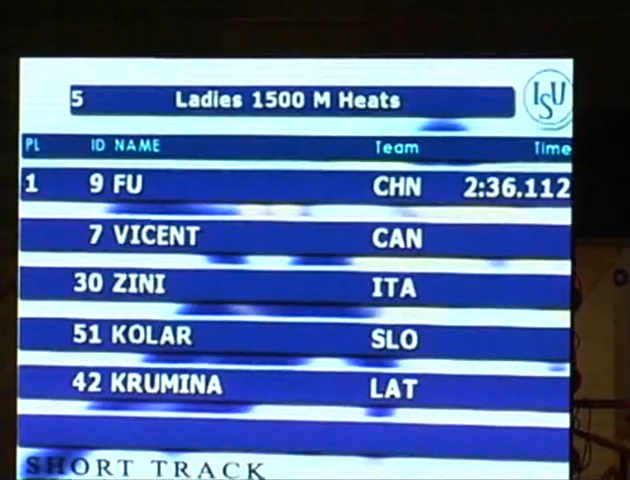 5 Ladies 1500 M Heats ISU
PL ID NAME Team Time
1 9 FU CHN 2:36.112
7 VICENT CAN
30 ZINI ITA
51 KOLAR SLO
42 KRUMINA LAT
SHORT TRACK